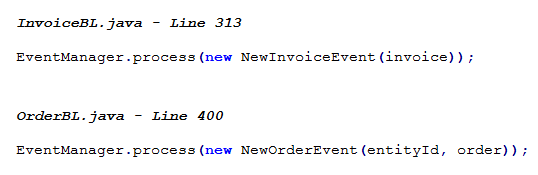 InvoiceBL.java - Line 313
EventManager.process(new NewInvoiceEvent(invoice));
OrderBL.java - Line 400
EventManager.process(new NewOrderEvent(entityId, order));